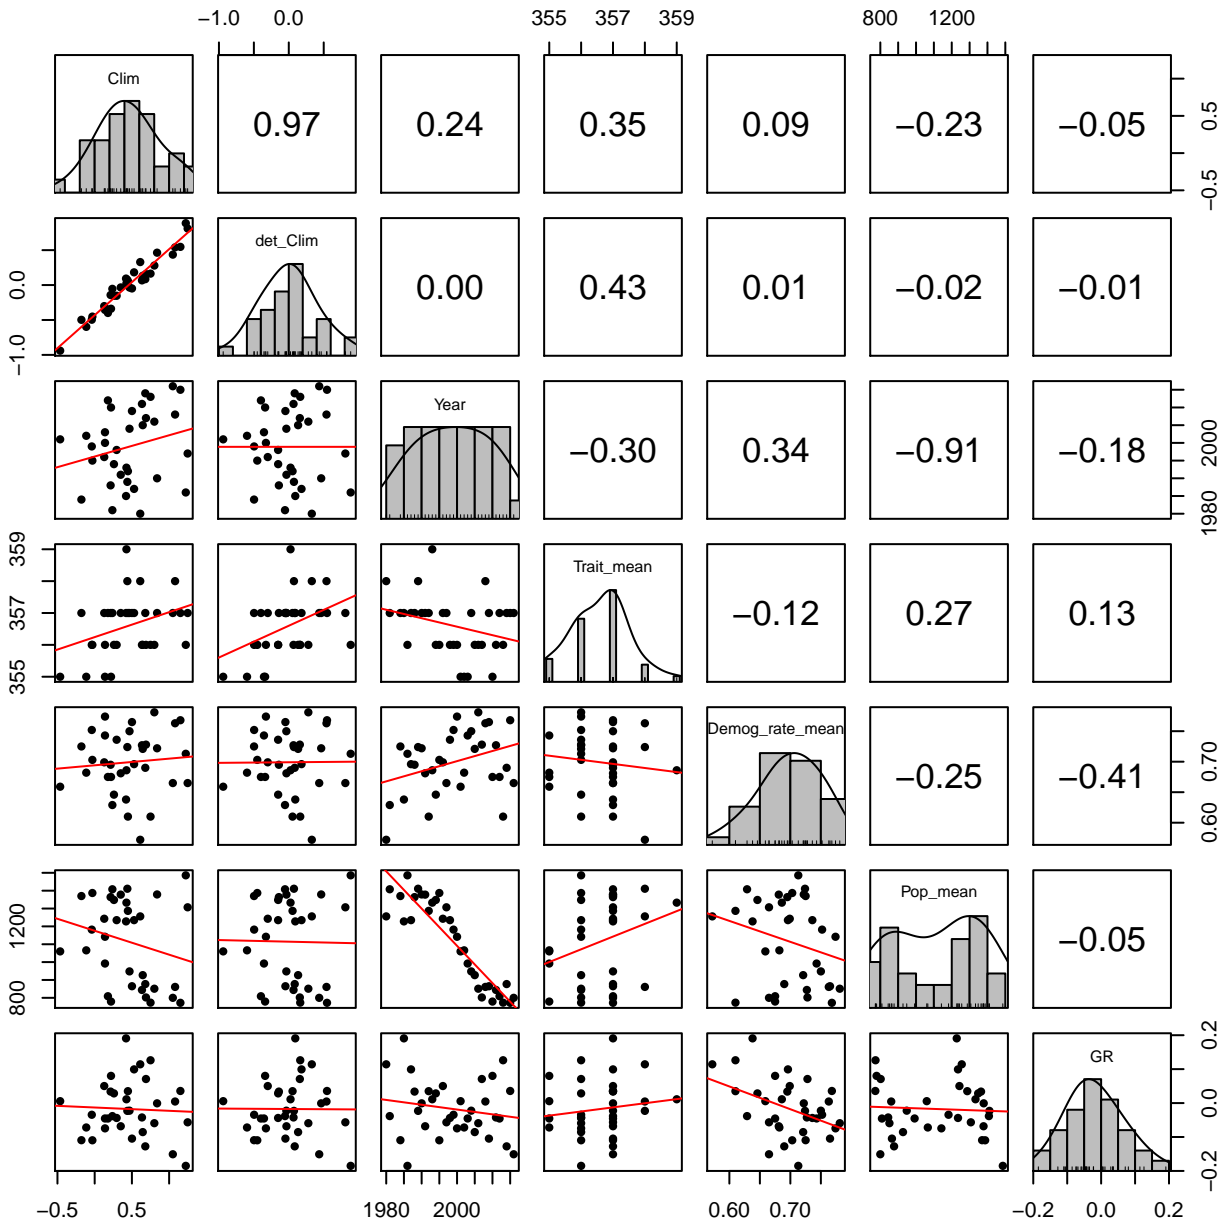 −1.0 0.0 355 357 359 800 1200
Clim 0.97 0.24 0.35 0.09 −0.23 −0.05
−0.5 0.5
det_Clim 0.00 0.43 0.01 −0.02 −0.01
−1.0 0.0
Year −0.30 0.34 −0.91 −0.18
1980 2000
Trait_mean −0.12 0.27 0.13
355 357 359
Demog_rate_mean −0.25 −0.41
0.60 0.70
Pop_mean −0.05
800 1200
GR
−0.2 0.0 0.2
−0.5 0.5 1980 2000 0.60 0.70 −0.2 0.0 0.2